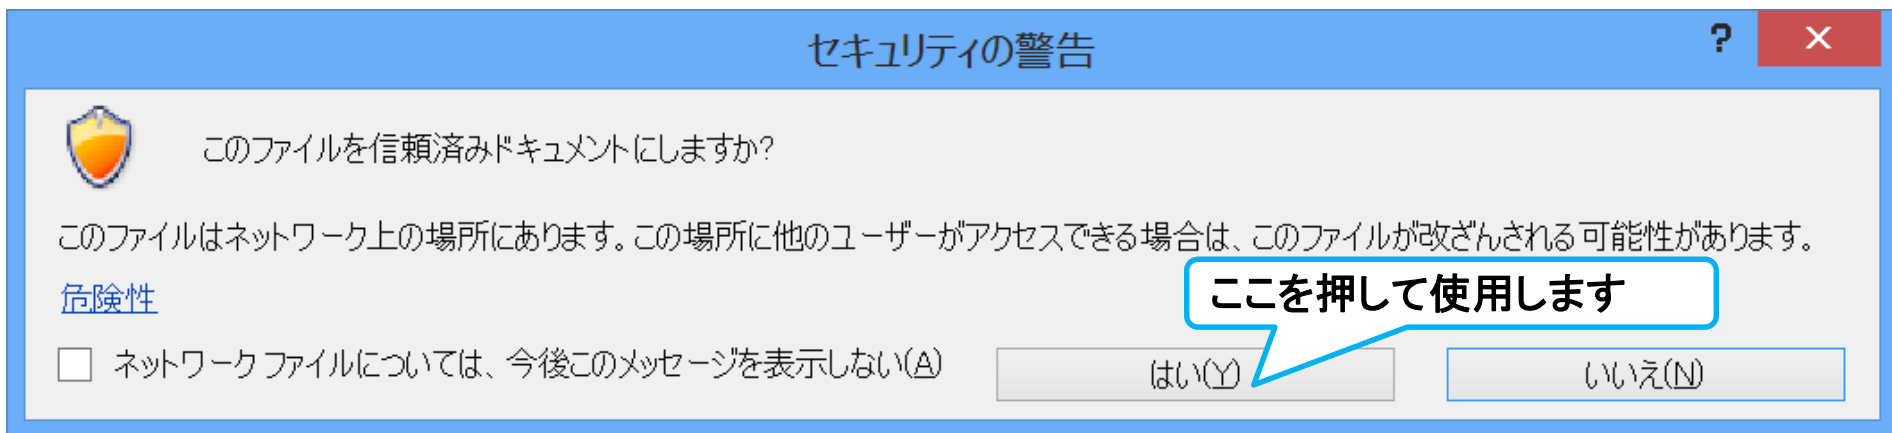 セキュリティの警告
?
このファイルを信頼済みドキュメントにしますか?
このファイルはネットワーク上の場所にあります。この場所に他のユーザーがアクセスできる場合は、このファイルが改ざんされる可能性があります。
危険性
ここを押して使用します
ネットワーク ファイルについては、今後このメッセージを表示しない(A)
はい(Y)
いいえ(N)